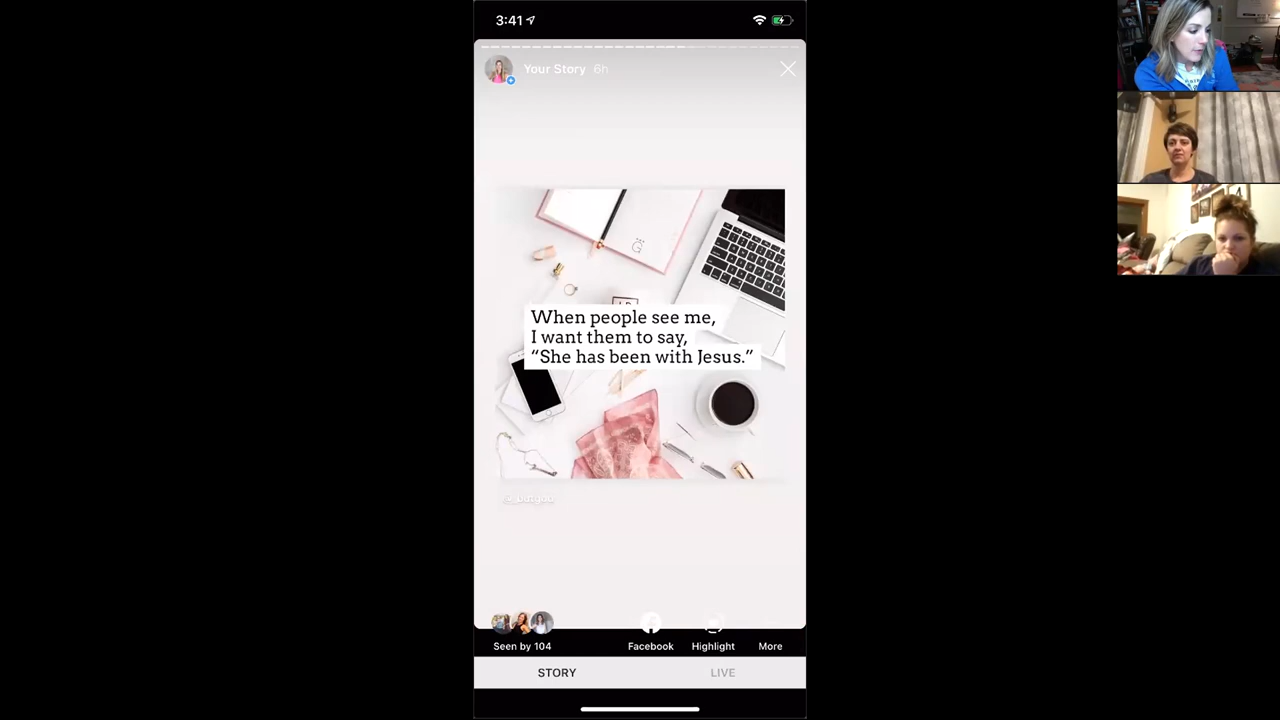 3:41
Your Story 6h
When people see me,
I want them to say,
“She has been with Jesus.”
Seen by 104
Facebook
Highlight
More
STORY
LIVE